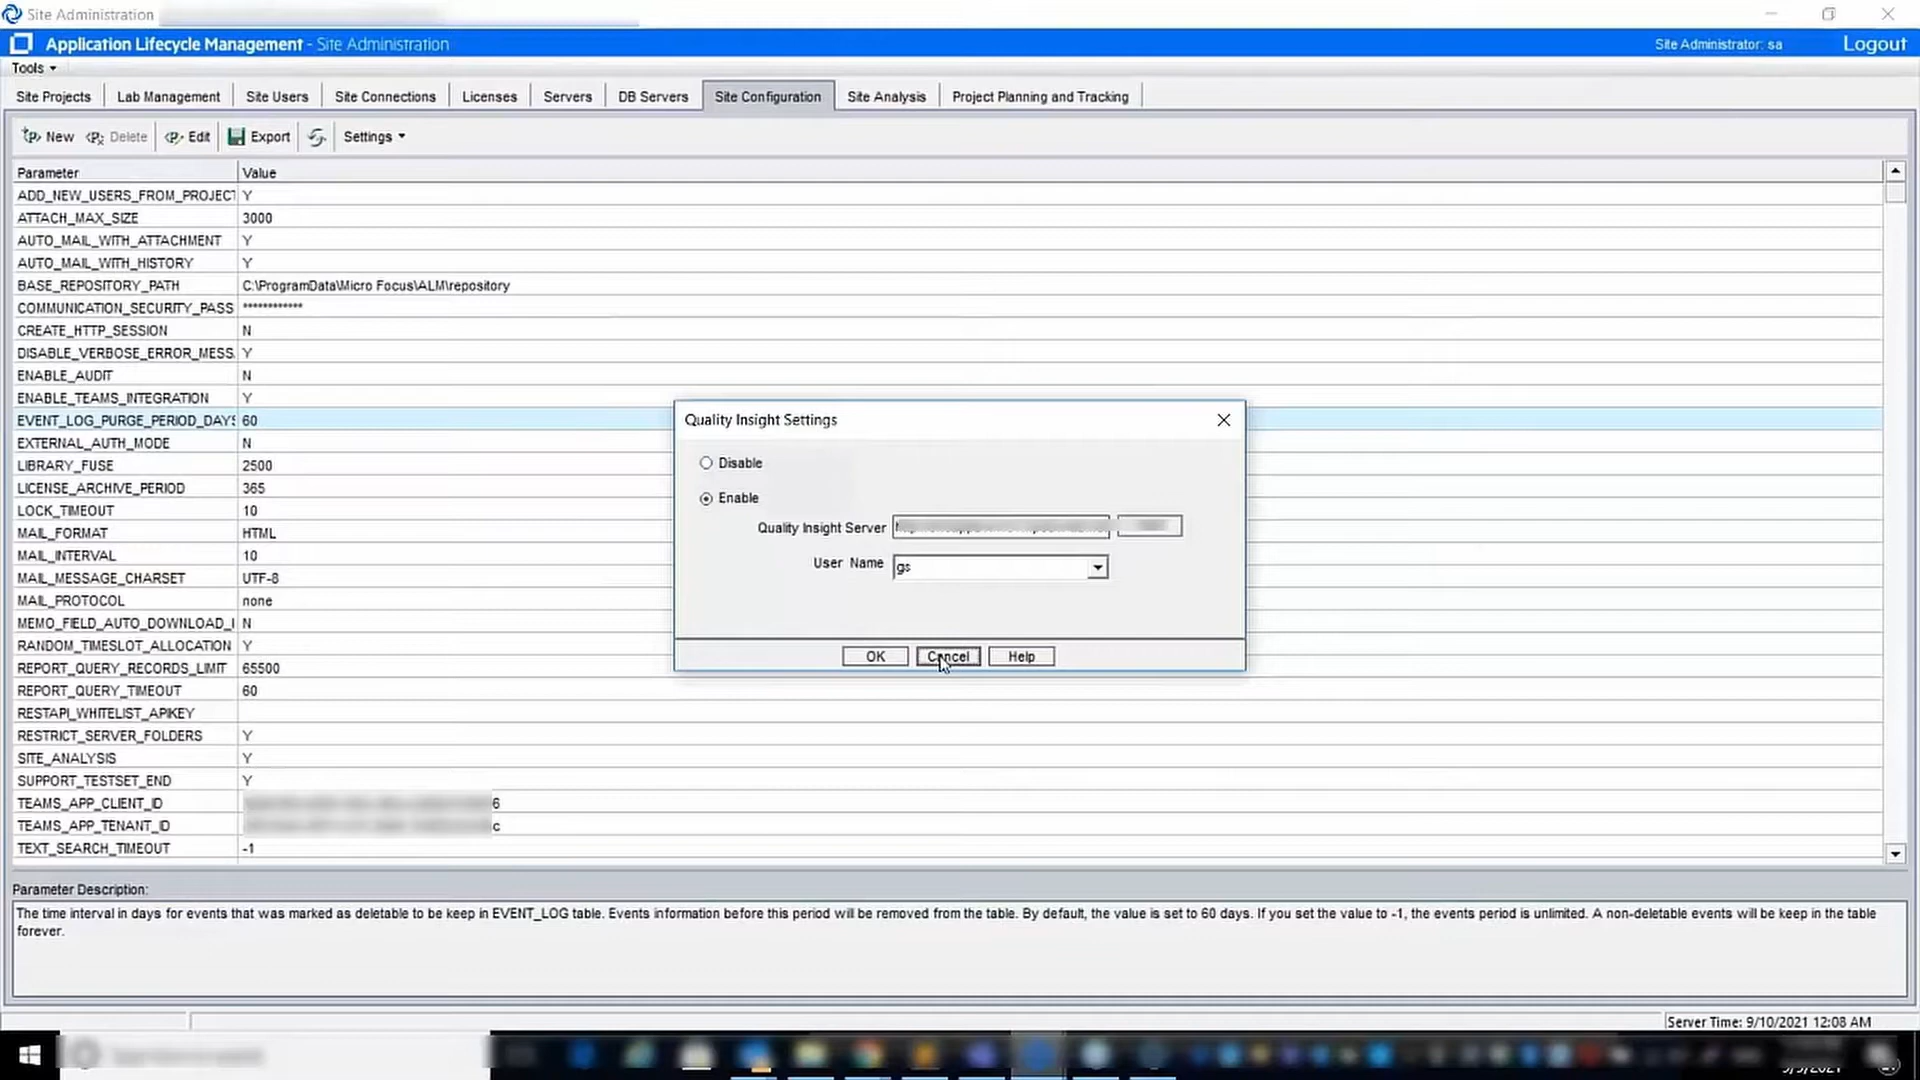 Site Administration
Application Lifecycle Management - Site Administration
Site Administrator: sa
Logout
Tools
Site Projects
Lab Management
Site Users
Site Connections
Licenses
Servers
DB Servers
Site Configuration
Site Analysis
Project Planning and Tracking
New
Delete
Edit
Export
Settings
Parameter Value
ADD_NEW_USERS_FROM_PROJECT Y
ATTACH_MAX_SIZE 3000
AUTO_MAIL_WITH_ATTACHMENT Y
AUTO_MAIL_WITH_HISTORY Y
BASE_REPOSITORY_PATH C:\ProgramData\Micro Focus\ALM\repository
COMMUNICATION_SECURITY_PASS ************
CREATE_HTTP_SESSION N
DISABLE_VERBOSE_ERROR_MESS Y
ENABLE_AUDIT N
ENABLE_TEAMS_INTEGRATION Y
EVENT_LOG_PURGE_PERIOD_DAYS 60
EXTERNAL_AUTH_MODE N
LIBRARY_FUSE 2500
LICENSE_ARCHIVE_PERIOD 365
LOCK_TIMEOUT 10
MAIL_FORMAT HTML
MAIL_INTERVAL 10
MAIL_MESSAGE_CHARSET UTF-8
MAIL_PROTOCOL none
MEMO_FIELD_AUTO_DOWNLOAD_ N
RANDOM_TIMESLOT_ALLOCATION Y
REPORT_QUERY_RECORDS_LIMIT 65500
REPORT_QUERY_TIMEOUT 60
RESTAPI_WHITELIST_APIKEY
RESTRICT_SERVER_FOLDERS Y
SITE_ANALYSIS Y
SUPPORT_TESTSET_END Y
TEAMS_APP_CLIENT_ID 6
TEAMS_APP_TENANT_ID c
TEXT_SEARCH_TIMEOUT -1
Quality Insight Settings
Disable
Enable
Quality Insight Server
User Name gs
OK
Cancel
Help
Parameter Description:
The time interval in days for events that was marked as deletable to be keep in EVENT_LOG table. Events information before this period will be removed from the table. By default, the value is set to 60 days. If you set the value to -1, the events period is unlimited. A non-deletable events will be keep in the table
forever.
Server Time: 9/10/2021 12:08 AM